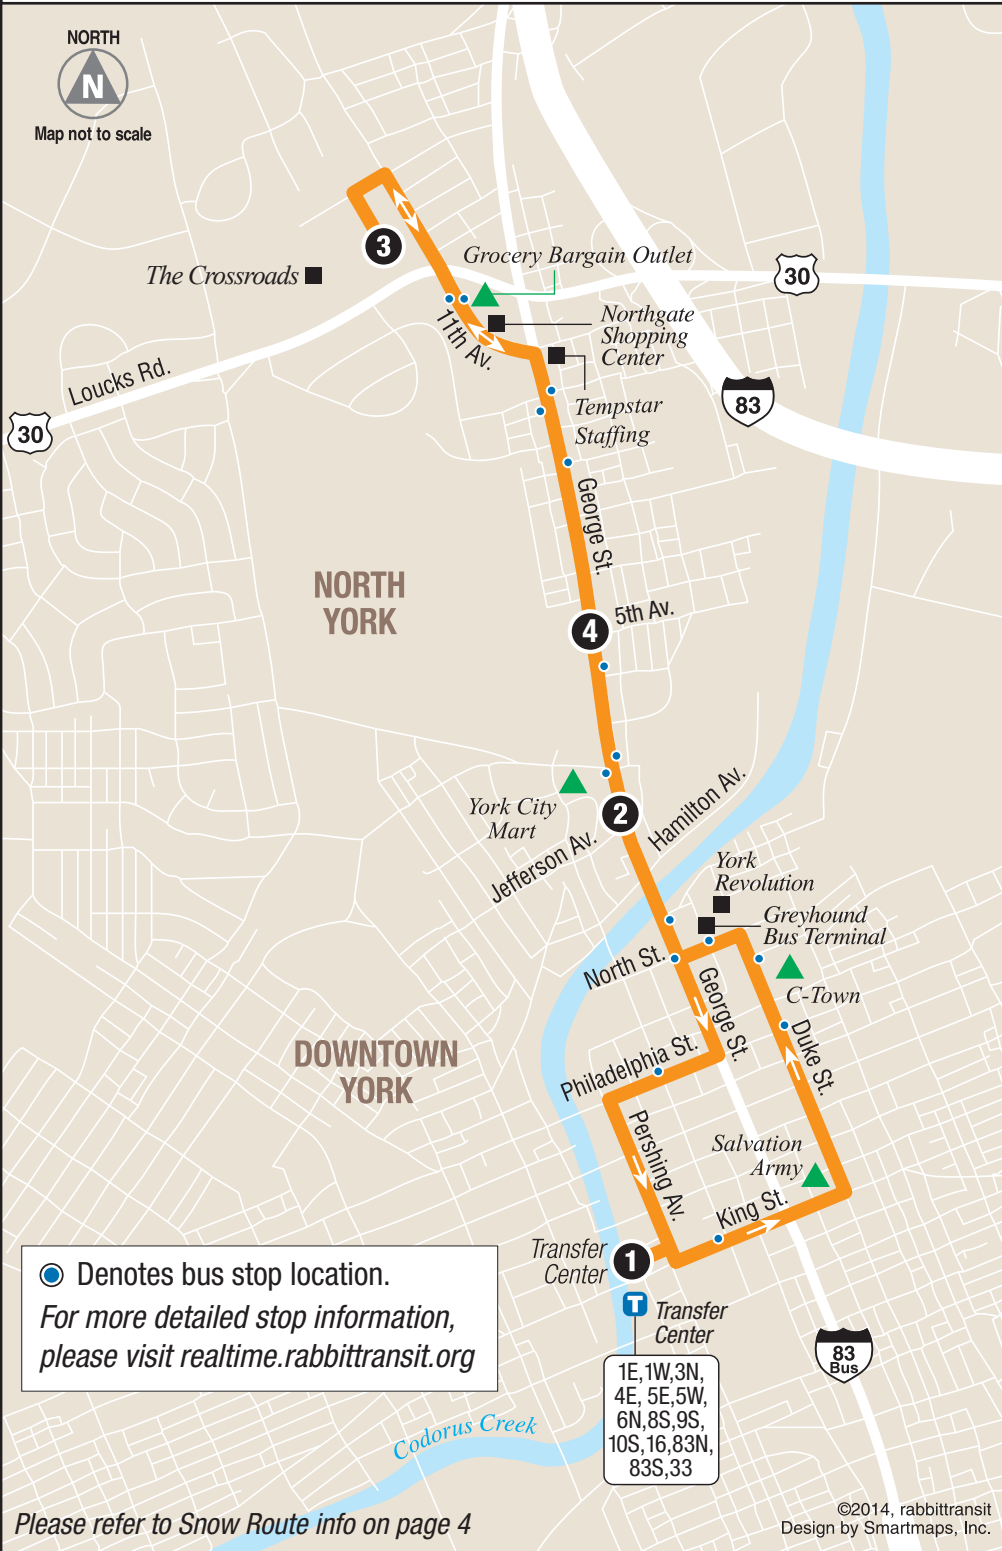 NORTH
N
Map not to scale
3
The Crossroads
Grocery Bargain Outlet
30
Northgate
Shopping
Center
11th Av.
Loucks Rd.
83
30
Tempstar
Staffing
George St.
NORTH
YORK
5th Av.
4
York City
Mart
2
Hamilton Av.
Jefferson Av.
York
Revolution
Greyhound
Bus Terminal
North St.
C-Town
George St.
Duke St.
DOWNTOWN
YORK
Philadelphia St.
Pershing Av.
Salvation
Army
King St.
Transfer
Center
1
T
Transfer
Center
83
Bus
1E,1W,3N,
4E, 5E,5W,
6N,8S,9S,
10S,16,83N,
83S,33
Denotes bus stop location.
For more detailed stop information,
please visit realtime.rabbittransit.org
Codorus Creek
Please refer to Snow Route info on page 4
©2014, rabbittransit
Design by Smartmaps, Inc.